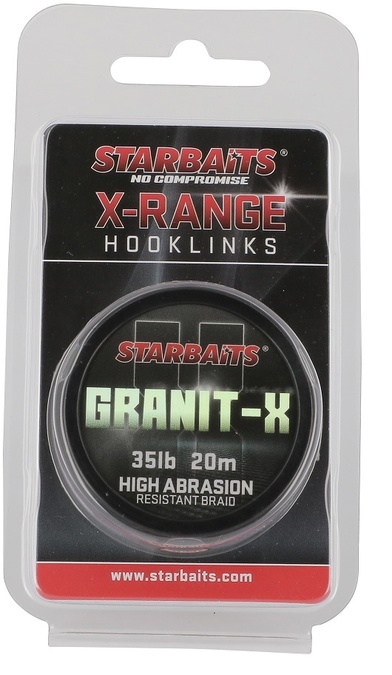 STARBAITS®
NO COMPROMISE
X-RANGE
HOOKLINKS
STARBAITS®
GRANIT-X
35lb 20m
HIGH ABRASION
RESISTANT BRAID
www.starbaits.com